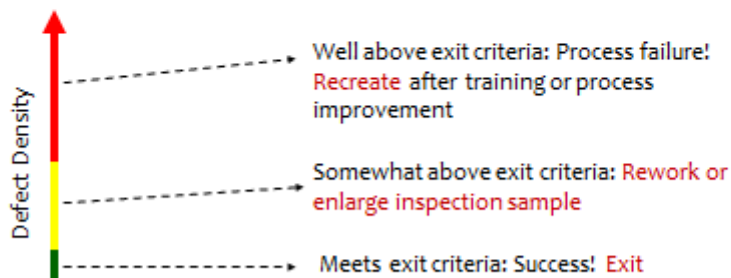 Defect Density
Well above exit criteria: Process failure!
Recreate after training or process
improvement
Somewhat above exit criteria: Rework or
enlarge inspection sample
Meets exit criteria: Success! Exit